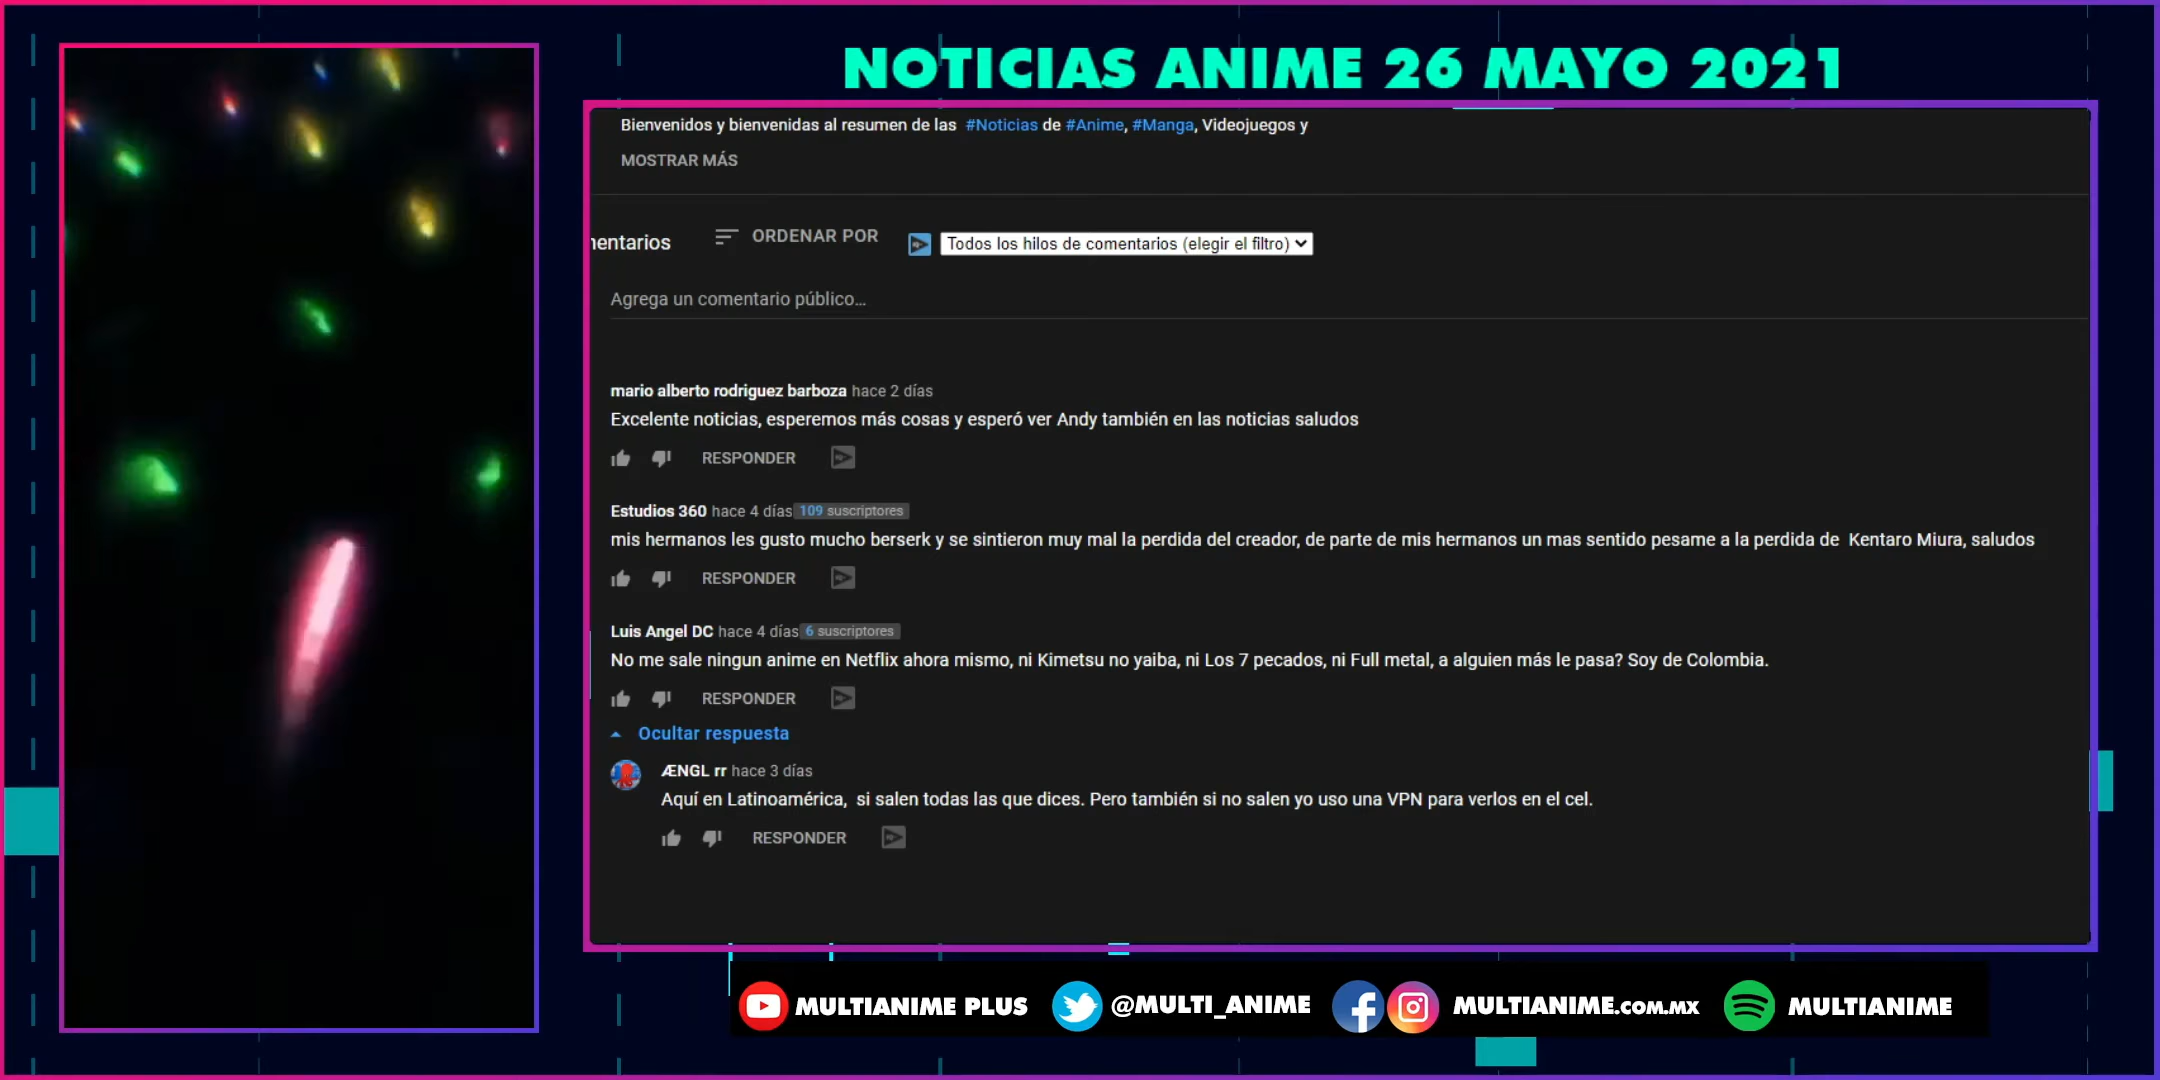 NOTICIAS ANIME 26 MAYO 2021
Bienvenidos y bienvenidas al resumen de las #Noticias de #Anime, #Manga, Videojuegos y
MOSTRAR MÁS
mentarios ORDENAR POR Todos los hilos de comentarios (elegir el filtro)
Agrega un comentario público...
mario alberto rodriguez barboza hace 2 días
Excelente noticias, esperemos más cosas y esperó ver Andy también en las noticias saludos
RESPONDER
Estudios 360 hace 4 días 109 suscriptores
mis hermanos les gusto mucho berserk y se sintieron muy mal la perdida del creador, de parte de mis hermanos un mas sentido pesame a la perdida de Kentaro Miura, saludos
RESPONDER
Luis Angel DC hace 4 días 6 suscriptores
No me sale ningun anime en Netflix ahora mismo, ni Kimetsu no yaiba, ni Los 7 pecados, ni Full metal, a alguien más le pasa? Soy de Colombia.
RESPONDER
Ocultar respuesta
ÆNGL rr hace 3 días
Aquí en Latinoamérica, si salen todas las que dices. Pero también si no salen yo uso una VPN para verlos en el cel.
RESPONDER
MULTIANIME PLUS @MULTI_ANIME MULTIANIME.COM.MX MULTIANIME